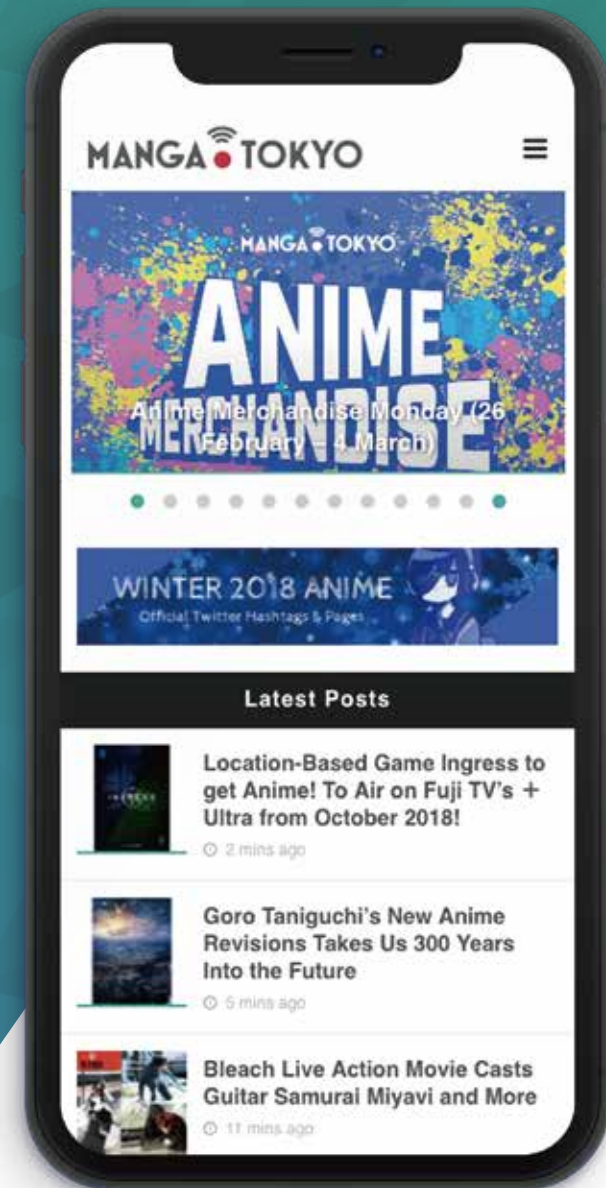 MANGA TOKYO
MANGA TOKYO
ANIME
MERCHANDISE
Anime Merchandise Monday (26
February – 4 March)
WINTER 2018 ANIME
Official Twitter Hashtags & Pages
Latest Posts
INGRESS
Location-Based Game Ingress to
get Anime! To Air on Fuji TV's +
Ultra from October 2018!
2 mins ago
Goro Taniguchi's New Anime
Revisions Takes Us 300 Years
Into the Future
5 mins ago
Bleach Live Action Movie Casts
Guitar Samurai Miyavi and More
11 mins ago